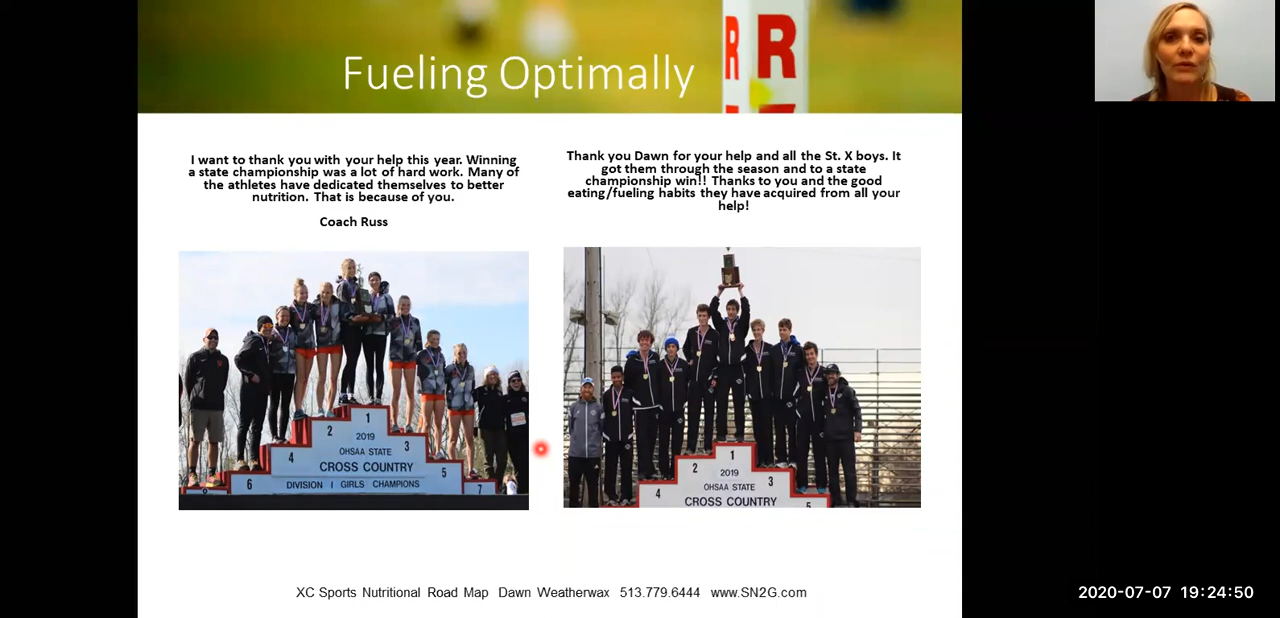 Fueling Optimally
R R
I want to thank you with your help this year. Winning
a state championship was a lot of hard work. Many of
the athletes have dedicated themselves to better
nutrition. That is because of you.
Coach Russ
Thank you Dawn for your help and all the St. X boys. It
got them through the season and to a state
championship win!! Thanks to you and the good
eating/fueling habits they have acquired from all your
help!
1
2
3
2019
OHSAA STATE
4
CROSS COUNTRY
5
6
DIVISION I GIRLS CHAMPIONS
7
1
2
3
2019
OHSAA STATE
4
CROSS COUNTRY
5
XC Sports Nutritional Road Map Dawn Weatherwax 513.779.6444 www.SN2G.com
2020-07-07 19:24:50